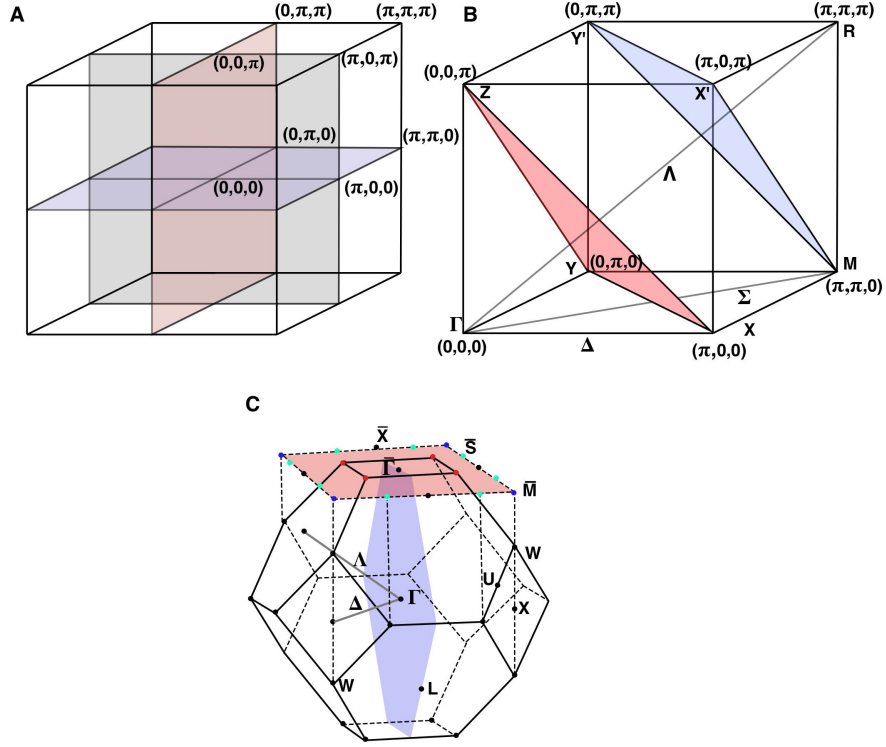 A
(0,π,π)
(π,π,π)
(0,0,π)
(π,0,π)
(0,π,0)
(π,π,0)
(0,0,0)
(π,0,0)
B
(0,π,π)
(π,π,π)
Y'
R
(π,0,π)
(0,0,π)
Z
X'
Λ
Y
(0,π,0)
M
(π,π,0)
Σ
Γ
X
(0,0,0)
Δ
(π,0,0)
C
X̅
S̅
Γ̅
M̅
W
Λ
U
Δ
Γ
X
W
L